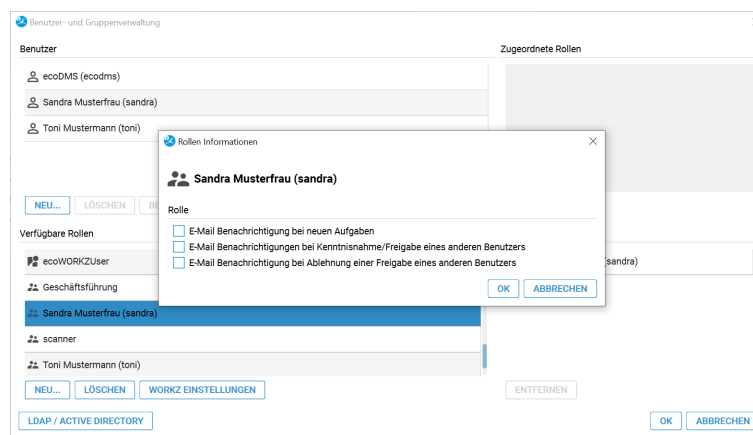 Benutzer- und Gruppenverwaltung
Benutzer
Zugeordnete Rollen
ecoDMS (ecodms)
Sandra Musterfrau (sandra)
Toni Mustermann (toni)
Rollen Informationen
Sandra Musterfrau (sandra)
Rolle
E-Mail Benachrichtigung bei neuen Aufgaben
E-Mail Benachrichtigungen bei Kenntnisnahme/Freigabe eines anderen Benutzers
E-Mail Benachrichtigung bei Ablehnung einer Freigabe eines anderen Benutzers
OK ABBRECHEN
NEU... LÖSCHEN BE
Verfügbare Rollen
ecoWORKZUser
sandra)
Geschäftsführung
Sandra Musterfrau (sandra)
scanner
Toni Mustermann (toni)
NEU... LÖSCHEN WORKZ EINSTELLUNGEN
ENTFERNEN
LDAP / ACTIVE DIRECTORY
OK ABBRECHEN